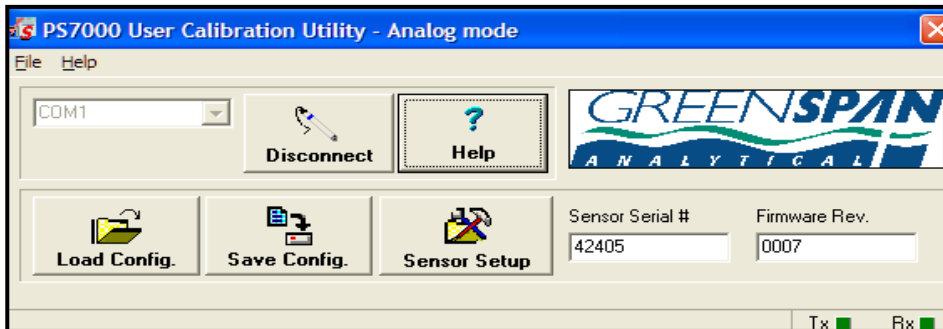 PS7000 User Calibration Utility - Analog mode
File Help
COM1
Disconnect
?
Help
GREENSPAN
ANALYTICAL
Load Config.
Save Config.
Sensor Setup
Sensor Serial #
42405
Firmware Rev.
0007
Tx
Rx